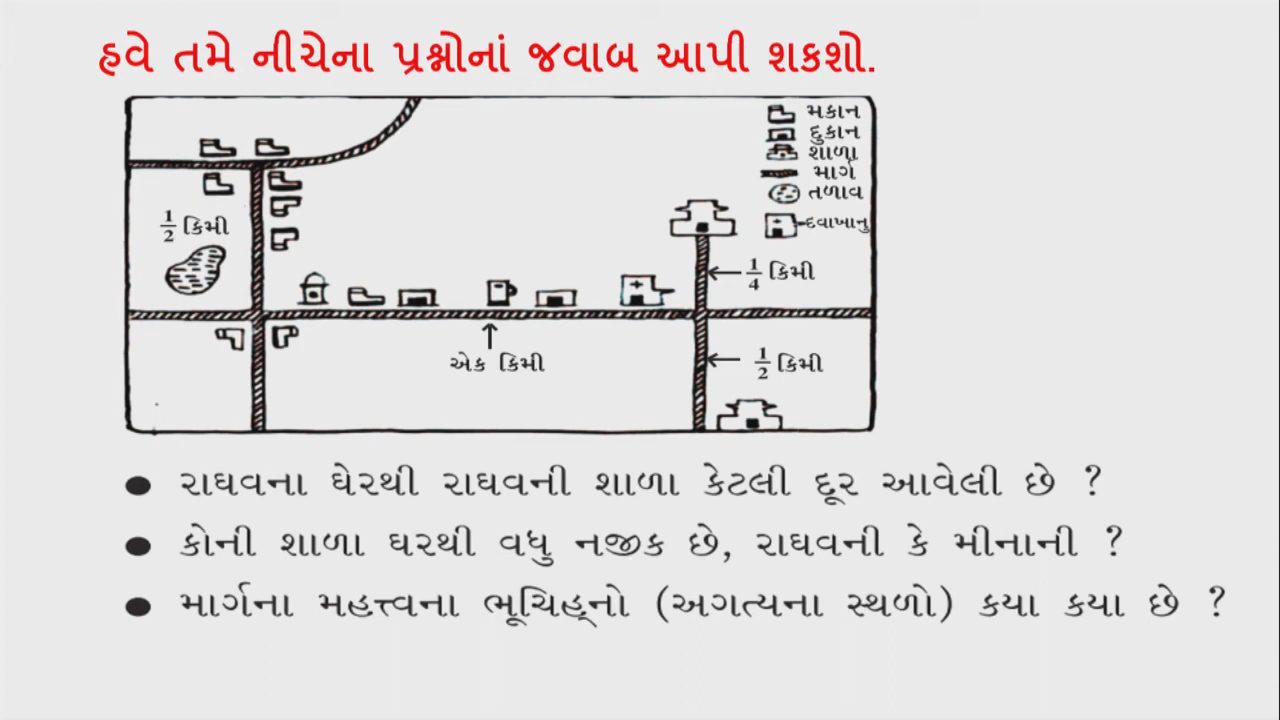 હવે તમે નીચેના પ્રશ્નોનાં જવાબ આપી શકશો.
મકાન
દુકાન
શાળા
માર્ગ
તળાવ
દવાખાનુ
1/2 કિમી
1/4 કિમી
એક કિમી
1/2 કિમી
● રાઘવના ઘેરથી રાઘવની શાળા કેટલી દૂર આવેલી છે ?
● કોની શાળા ઘરથી વધુ નજીક છે, રાઘવની કે મીનાની ?
● માર્ગના મહત્ત્વના ભૂચિહ્નો (અગત્યના સ્થળો) કયા કયા છે ?